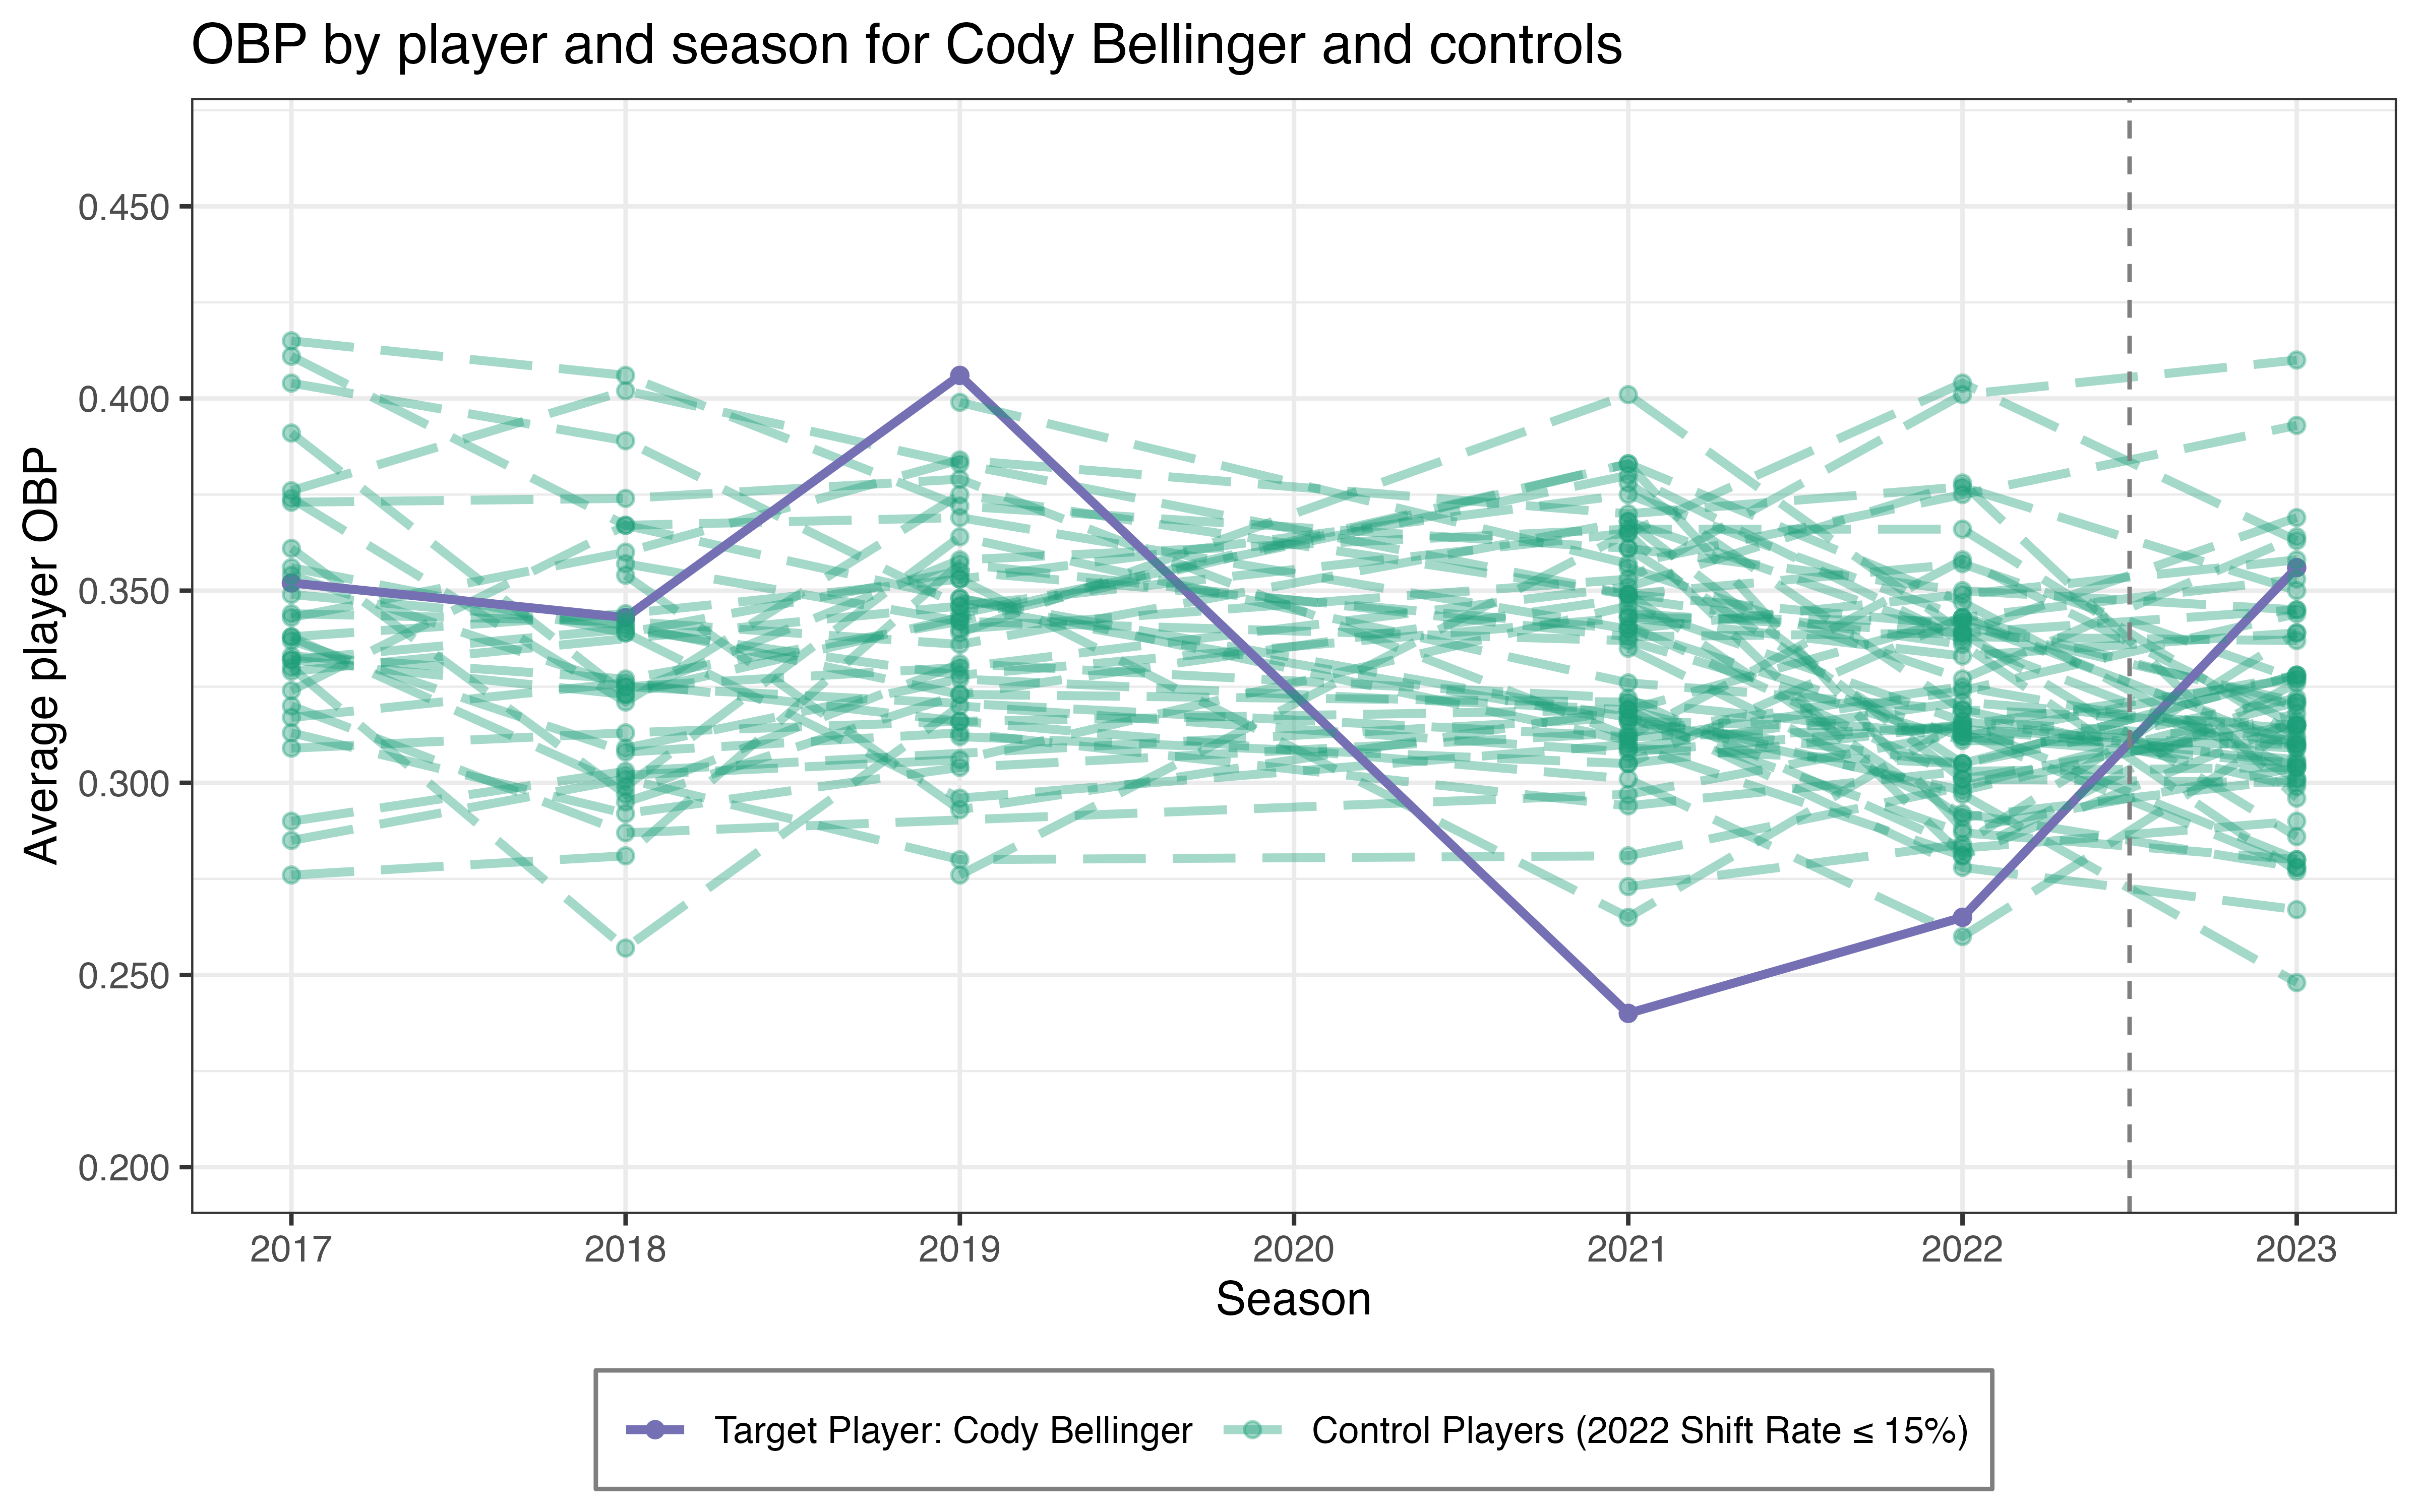 OBP by player and season for Cody Bellinger and controls
Average player OBP
0.450
0.400
0.350
0.300
0.250
0.200
2017 2018 2019 2020 2021 2022 2023
Season
Target Player: Cody Bellinger Control Players (2022 Shift Rate ≤ 15%)